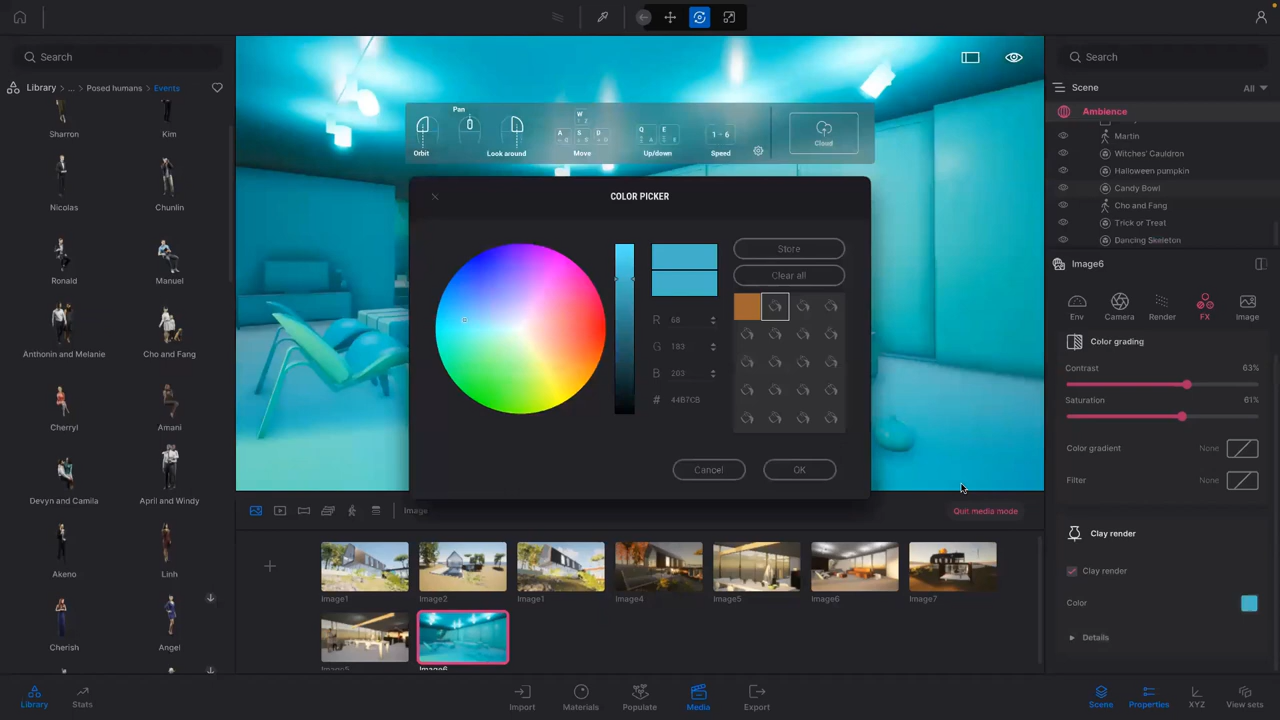 Search
Library > ... > Posed humans > Events
Sharron
Kim
Nicolas
Chunlin
Ronald
Manuel
Anthonin and Melanie
Cho and Fang
Cherryl
Amani
Devyn and Camila
April and Windy
Akeno
Linh
Cherish
Angel
Pan
Orbit
Look around
W
A S D
Move
Q E
Up/down
1 - 6
Speed
Cloud
COLOR PICKER
Store
Clear all
R 68
G 183
B 203
# 44B7CB
Cancel
OK
Image
Quit media mode
Image1
Image2
Image1
Image4
Image5
Image6
Image7
Image5
Image6
Search
Scene
All
Ambience
Martin
Witches' Cauldron
Halloween pumpkin
Candy Bowl
Cho and Fang
Trick or Treat
Dancing Skeleton
Image6
Env
Camera
Render
FX
Image
Color grading
Contrast
63%
Saturation
61%
Color gradient
None
Filter
None
Clay render
Clay render
Color
Details
Library
Stats
Import
Materials
Populate
Media
Export
Scene
Properties
XYZ
View sets